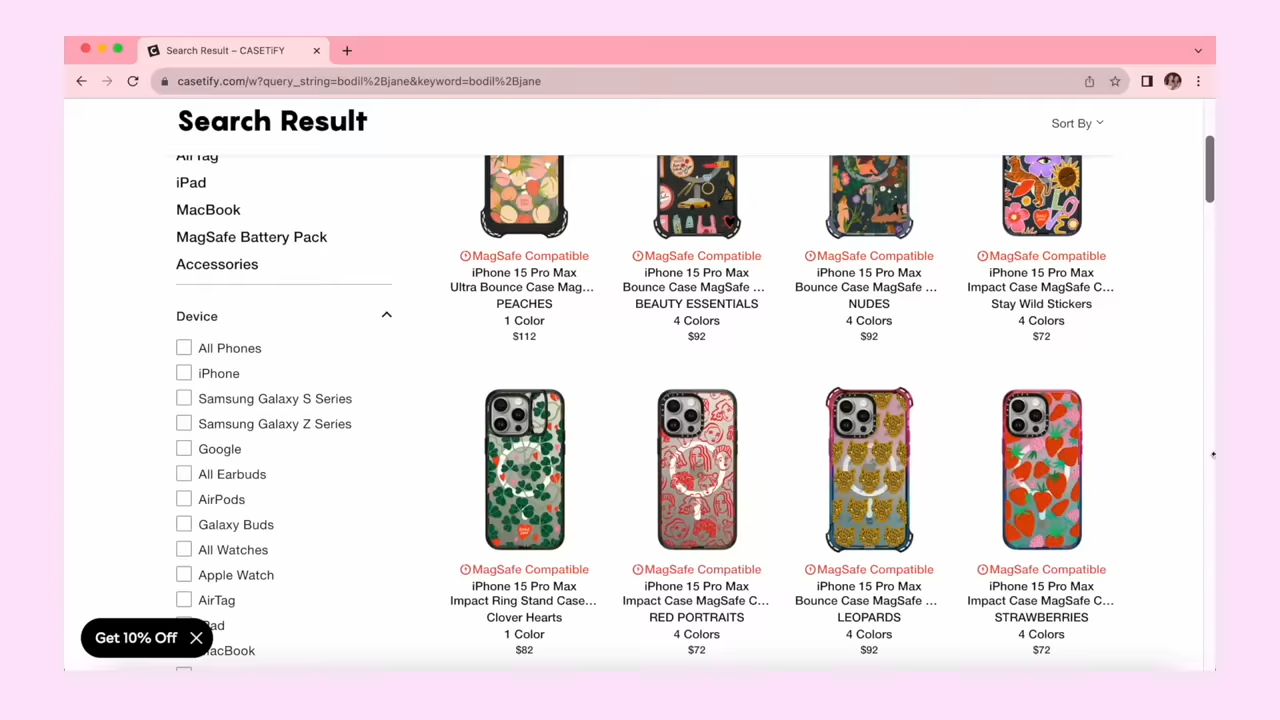 Search Result – CASETiFY
casetify.com/w?query_string=bodil%2Bjane&keyword=bodil%2Bjane
Search Result
Sort By
AirTag
iPad
MacBook
MagSafe Battery Pack
Accessories
Device
All Phones
iPhone
Samsung Galaxy S Series
Samsung Galaxy Z Series
Google
All Earbuds
AirPods
Galaxy Buds
All Watches
Apple Watch
AirTag
iPad
MacBook
Get 10% Off
MagSafe Compatible
iPhone 15 Pro Max
Ultra Bounce Case Mag...
PEACHES
1 Color
$112
MagSafe Compatible
iPhone 15 Pro Max
Bounce Case MagSafe ...
BEAUTY ESSENTIALS
4 Colors
$92
MagSafe Compatible
iPhone 15 Pro Max
Bounce Case MagSafe ...
NUDES
4 Colors
$92
MagSafe Compatible
iPhone 15 Pro Max
Impact Case MagSafe C...
Stay Wild Stickers
4 Colors
$72
MagSafe Compatible
iPhone 15 Pro Max
Impact Ring Stand Case...
Clover Hearts
1 Color
$82
MagSafe Compatible
iPhone 15 Pro Max
Impact Case MagSafe C...
RED PORTRAITS
4 Colors
$72
MagSafe Compatible
iPhone 15 Pro Max
Bounce Case MagSafe ...
LEOPARDS
4 Colors
$92
MagSafe Compatible
iPhone 15 Pro Max
Impact Case MagSafe C...
STRAWBERRIES
4 Colors
$72